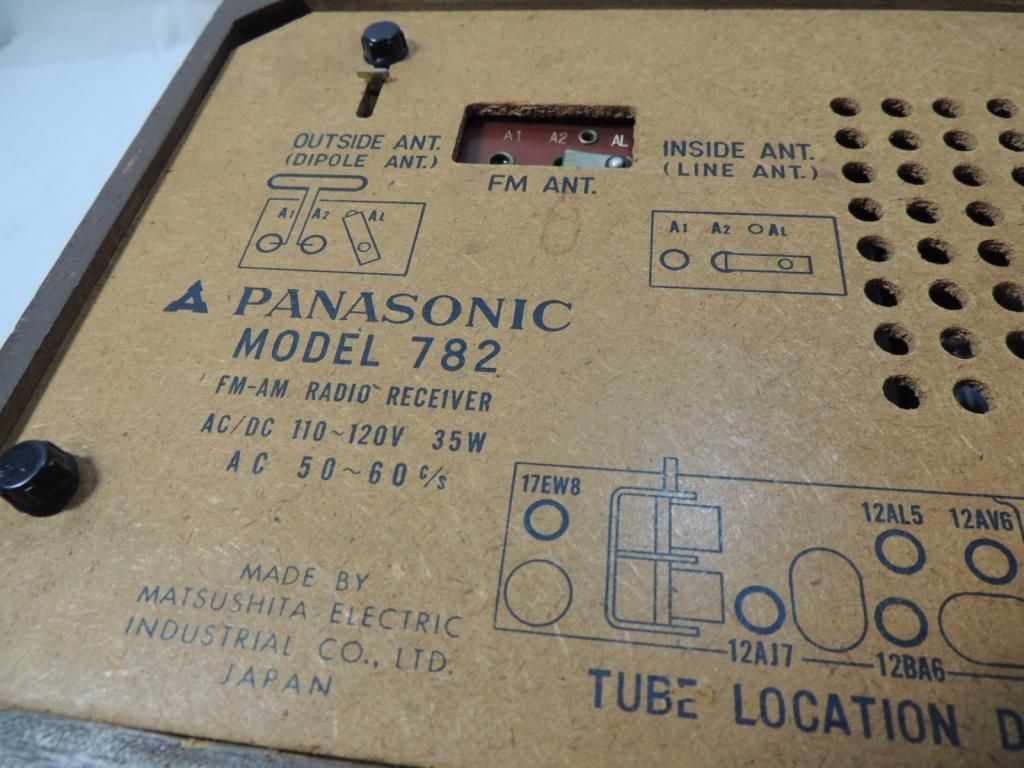 OUTSIDE ANT.
(DIPOLE ANT.)
A1 A2 AL
FM ANT.
INSIDE ANT.
(LINE ANT.)
A1 A2 AL
A1 A2 AL
PANASONIC
MODEL 782
FM-AM RADIO RECEIVER
AC/DC 110~120V 35W
AC 50~60 c/s
MADE BY
MATSUSHITA ELECTRIC
INDUSTRIAL CO., LTD.
JAPAN
17EW8
12AL5
12AV6
12AJ7
12BA6
TUBE LOCATION D